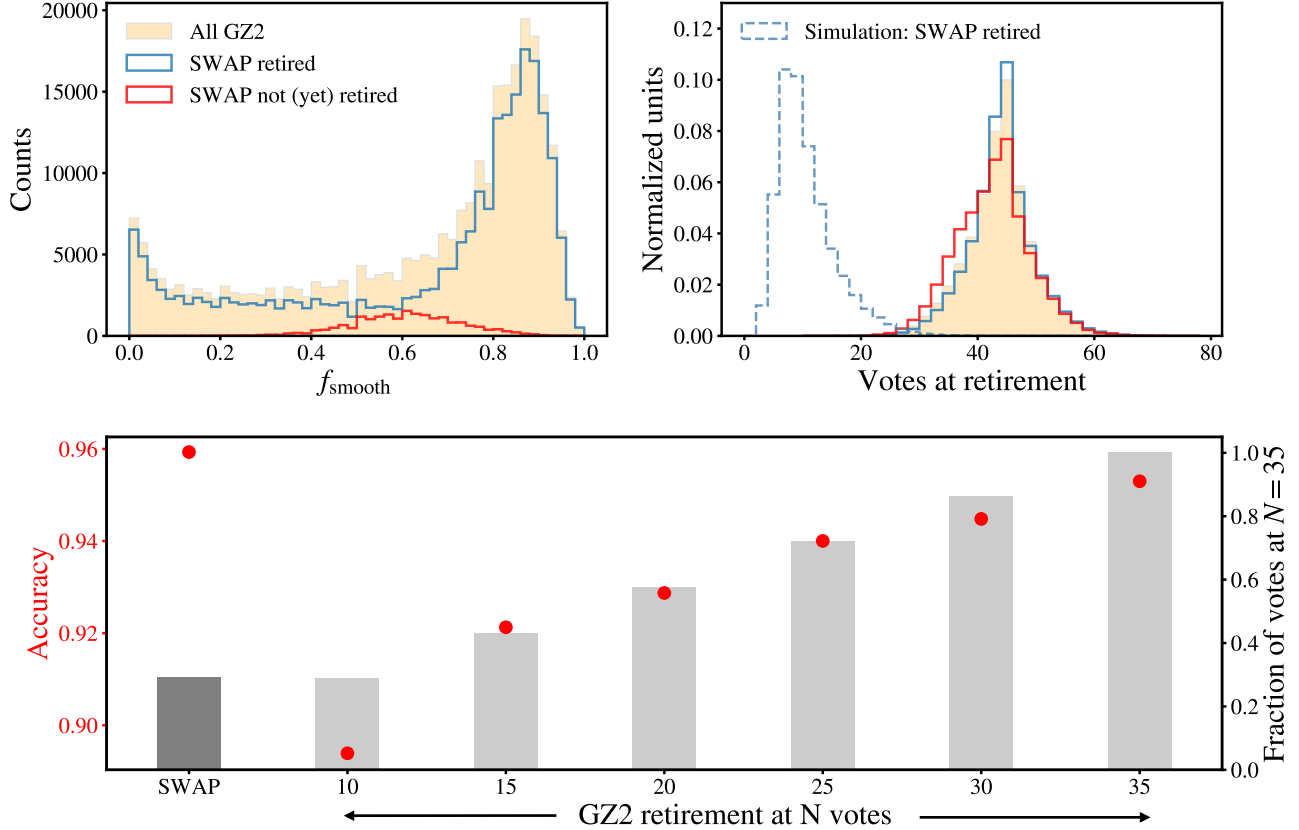 20000
15000
10000
5000
0
Counts
All GZ2
SWAP retired
SWAP not (yet) retired
0.0 0.2 0.4 0.6 0.8 1.0
f_smooth
0.12
0.10
0.08
0.06
0.04
0.02
0.00
Normalized units
Simulation: SWAP retired
0 20 40 60 80
Votes at retirement
0.96
0.94
0.92
0.90
Accuracy
1.0
0.8
0.6
0.4
0.2
0.0
Fraction of votes at N = 35
SWAP 10 15 20 25 30 35
GZ2 retirement at N votes